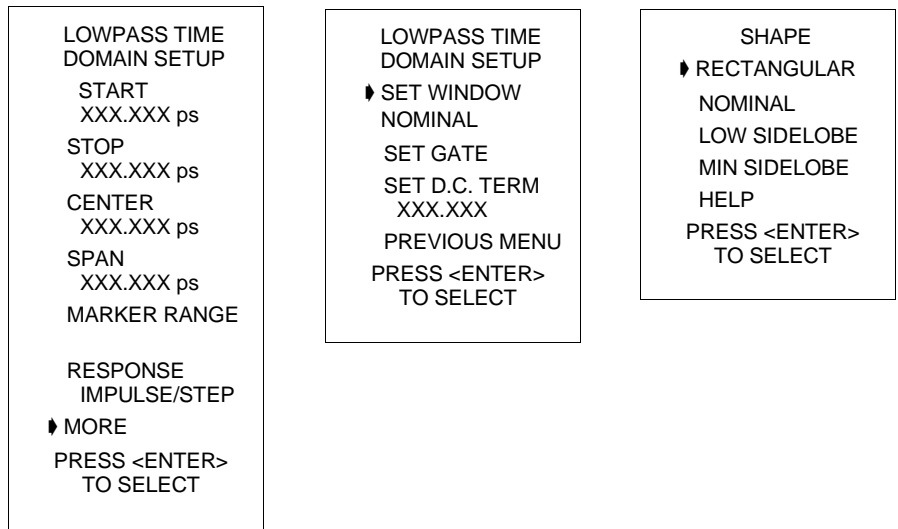 LOWPASS TIME
DOMAIN SETUP
START
XXX.XXX ps
STOP
XXX.XXX ps
CENTER
XXX.XXX ps
SPAN
XXX.XXX ps
MARKER RANGE
RESPONSE
IMPULSE/STEP
MORE
PRESS <ENTER>
TO SELECT
LOWPASS TIME
DOMAIN SETUP
SET WINDOW
NOMINAL
SET GATE
SET D.C. TERM
XXX.XXX
PREVIOUS MENU
PRESS <ENTER>
TO SELECT
SHAPE
RECTANGULAR
NOMINAL
LOW SIDELOBE
MIN SIDELOBE
HELP
PRESS <ENTER>
TO SELECT